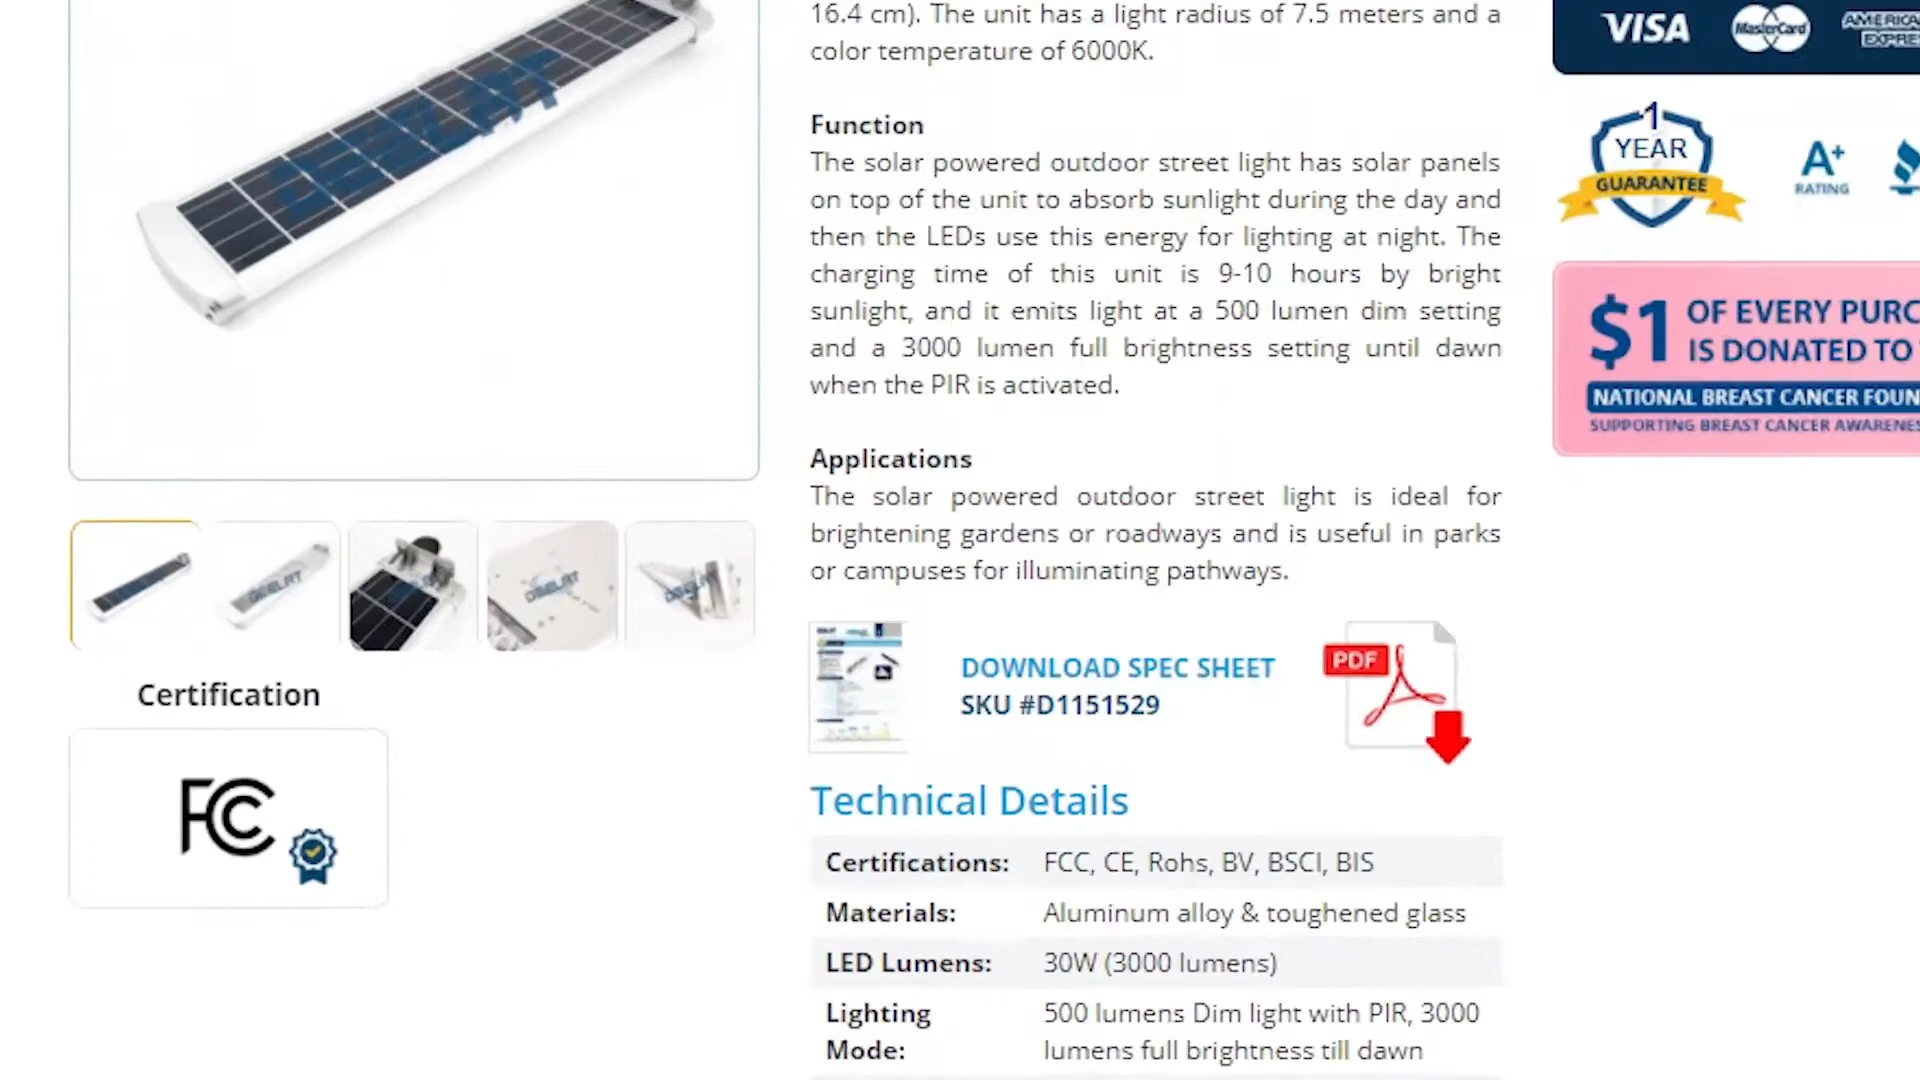 16.4 cm). The unit has a light radius of 7.5 meters and a
color temperature of 6000K.
Function
The solar powered outdoor street light has solar panels
on top of the unit to absorb sunlight during the day and
then the LEDs use this energy for lighting at night. The
charging time of this unit is 9-10 hours by bright
sunlight, and it emits light at a 500 lumen dim setting
and a 3000 lumen full brightness setting until dawn
when the PIR is activated.
Applications
The solar powered outdoor street light is ideal for
brightening gardens or roadways and is useful in parks
or campuses for illuminating pathways.
DOWNLOAD SPEC SHEET
SKU #D1151529
PDF
Technical Details
Certifications: FCC, CE, Rohs, BV, BSCI, BIS
Materials: Aluminum alloy & toughened glass
LED Lumens: 30W (3000 lumens)
Lighting 500 lumens Dim light with PIR, 3000
Mode: lumens full brightness till dawn
Certification
FC
VISA
MasterCard
1
YEAR
GUARANTEE
A+
RATING
$1 OF EVERY PURC
IS DONATED TO
NATIONAL BREAST CANCER FOUN
SUPPORTING BREAST CANCER AWARENES